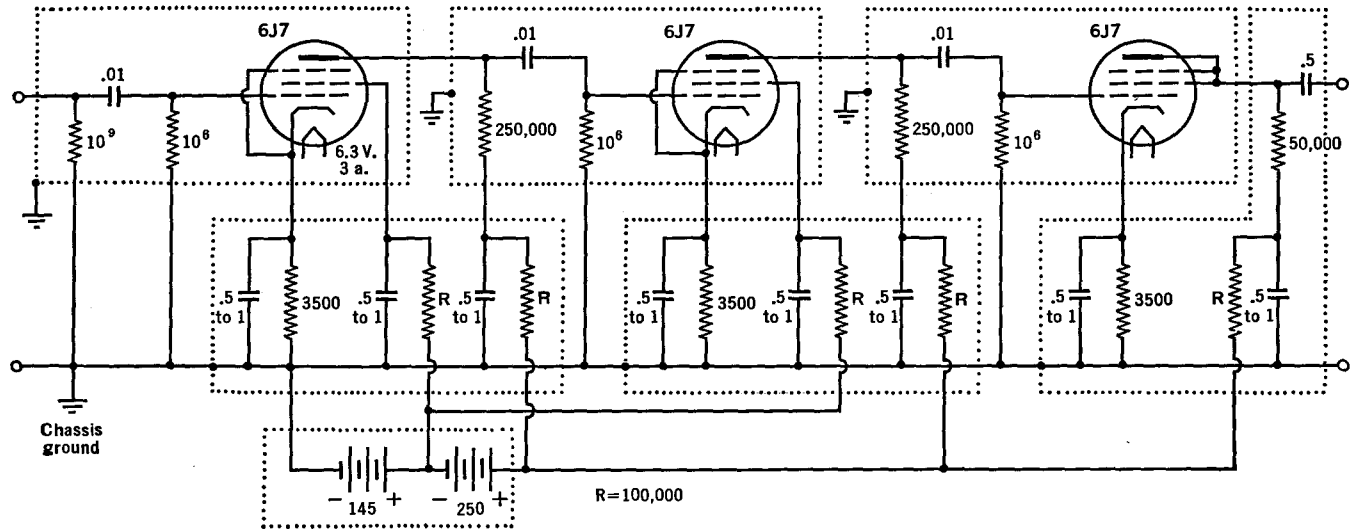 6J7
.01
6J7
.01
6J7
.01
.5
10⁹
10⁶
6.3 V.
3 a.
250,000
10⁶
250,000
10⁶
50,000
.5
to 1
3500
.5
to 1
R
.5
to 1
R
.5
to 1
3500
.5
to 1
R
.5
to 1
R
.5
to 1
3500
R
.5
to 1
Chassis
ground
− 145 +
− 250 +
R=100,000